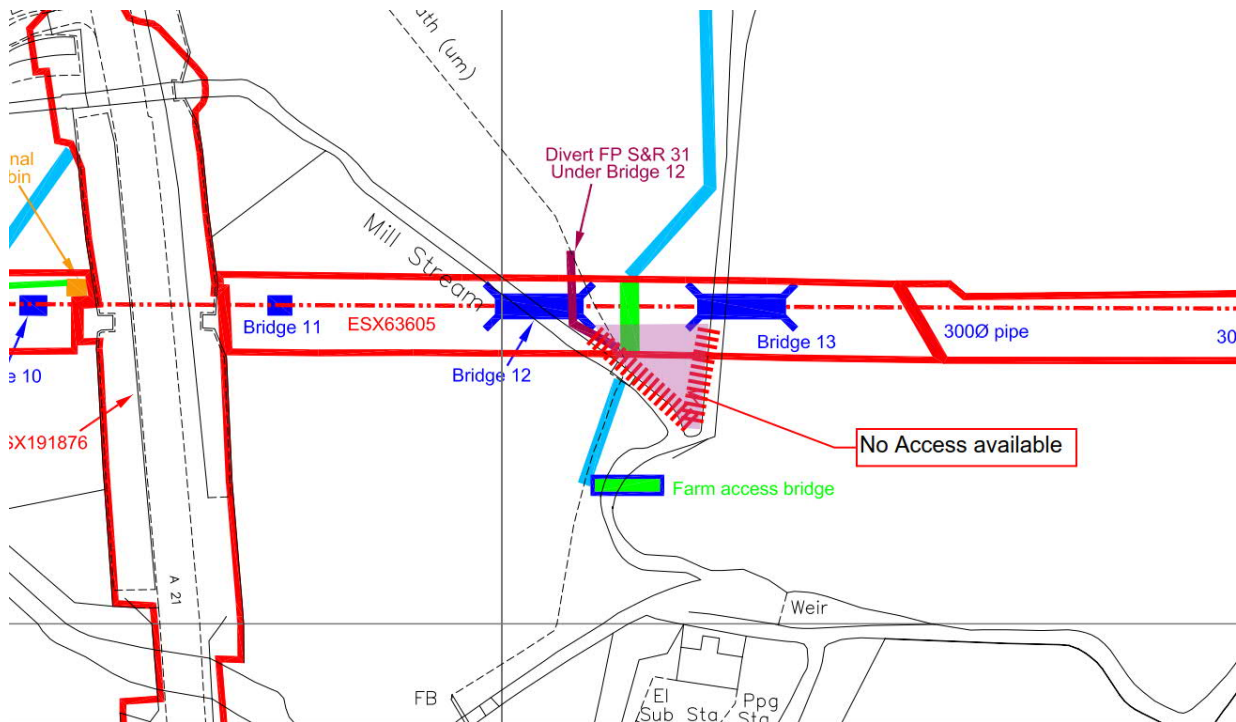 ath (um)
Divert FP S&R 31
Under Bridge 12
nal
bin
Mill Stream
Bridge 11
ESX63605
Bridge 13
300Ø pipe
30
e 10
Bridge 12
SX191876
No Access available
Farm access bridge
A 21
Weir
FB
El
Sub Sta
Ppg
Sta